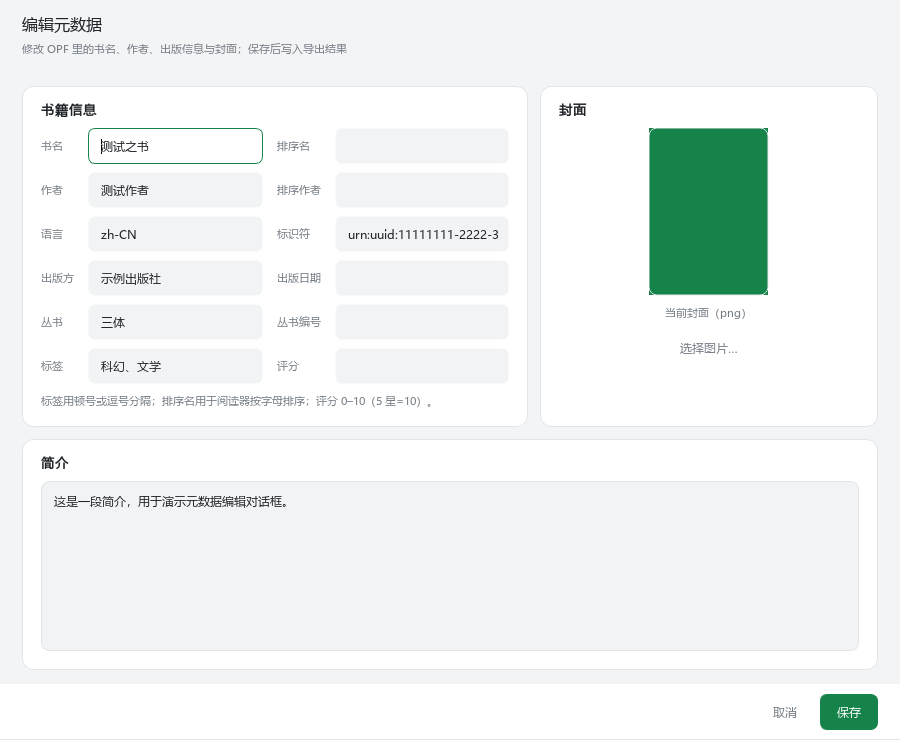 编辑元数据
修改 OPF 里的书名、作者、出版信息与封面；保存后写入导出结果
书籍信息
书名 测试之书 排序名
作者 测试作者 排序作者
语言 zh-CN 标识符 urn:uuid:11111111-2222-3
出版方 示例出版社 出版日期
丛书 三体 丛书编号
标签 科幻、文学 评分
标签用顿号或逗号分隔；排序名用于阅读器按字母排序；评分 0–10（5 星=10）。
封面
当前封面（png）
选择图片…
简介
这是一段简介，用于演示元数据编辑对话框。
取消 保存